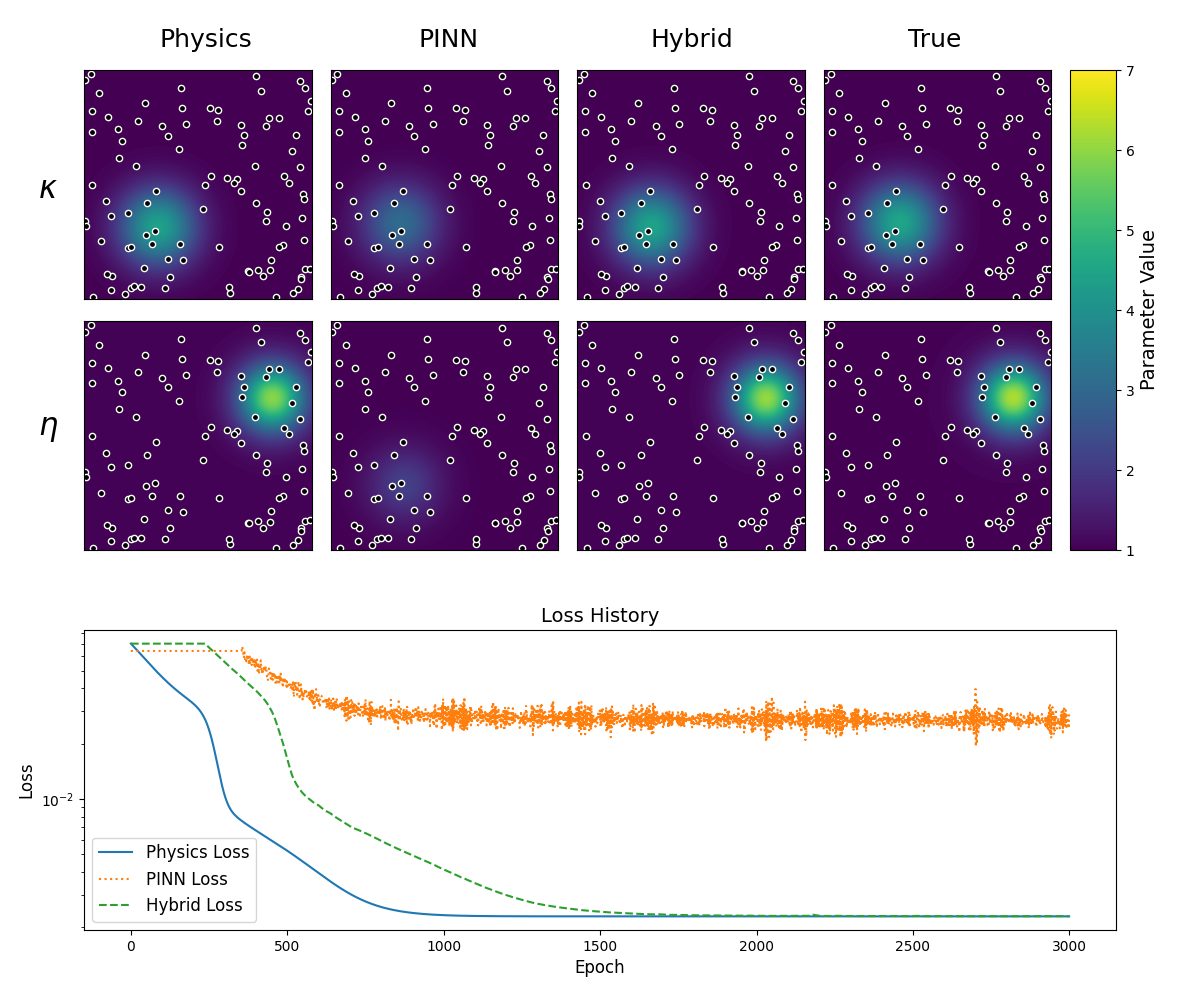 Physics PINN Hybrid True
κ
7
6
5
4
3
2
1
Parameter Value
η
Loss History
Loss
10⁻²
Physics Loss
PINN Loss
Hybrid Loss
0 500 1000 1500 2000 2500 3000
Epoch